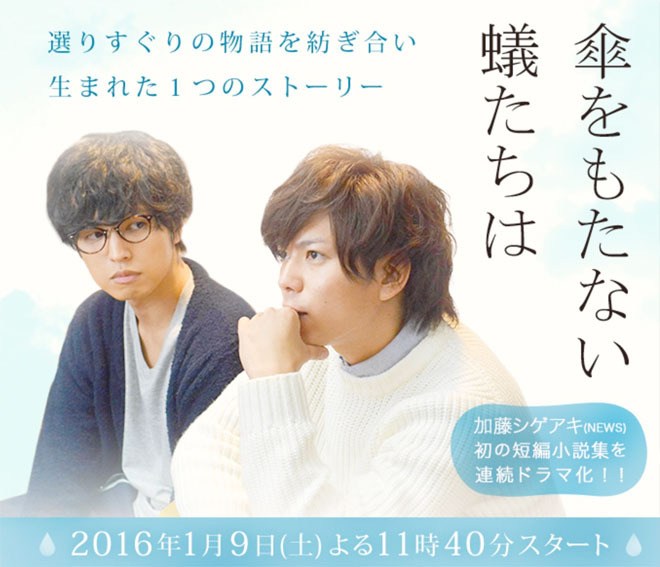 選りすぐりの物語を紡ぎ合い
生まれた1つのストーリー
傘をもたない
蟻たちは
加藤シゲアキ(NEWS)
初の短編小説集を
連続ドラマ化!!
2016年1月9日(土)よる11時40分スタート